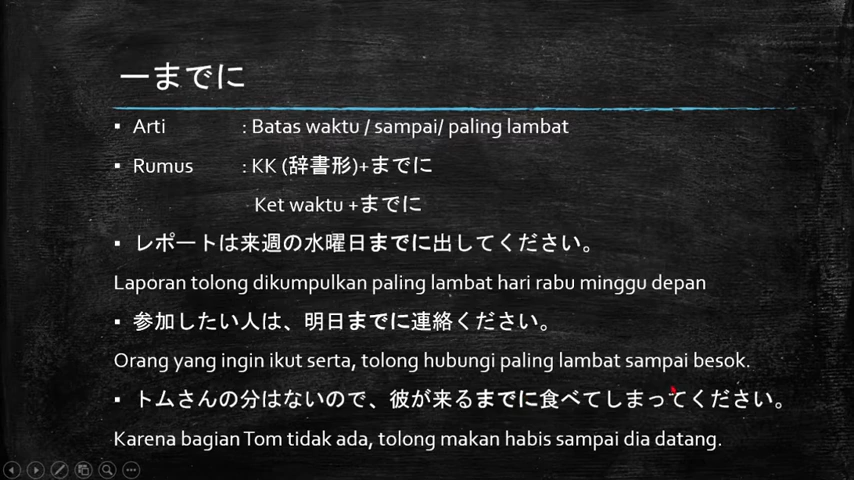 ーまでに
▪ Arti : Batas waktu / sampai/ paling lambat
▪ Rumus : KK (辞書形)+までに
Ket waktu +までに
▪ レポートは来週の水曜日までに出してください。
Laporan tolong dikumpulkan paling lambat hari rabu minggu depan
▪ 参加したい人は、明日までに連絡ください。
Orang yang ingin ikut serta, tolong hubungi paling lambat sampai besok.
▪ トムさんの分はないので、彼が来るまでに食べてしまってください。
Karena bagian Tom tidak ada, tolong makan habis sampai dia datang.